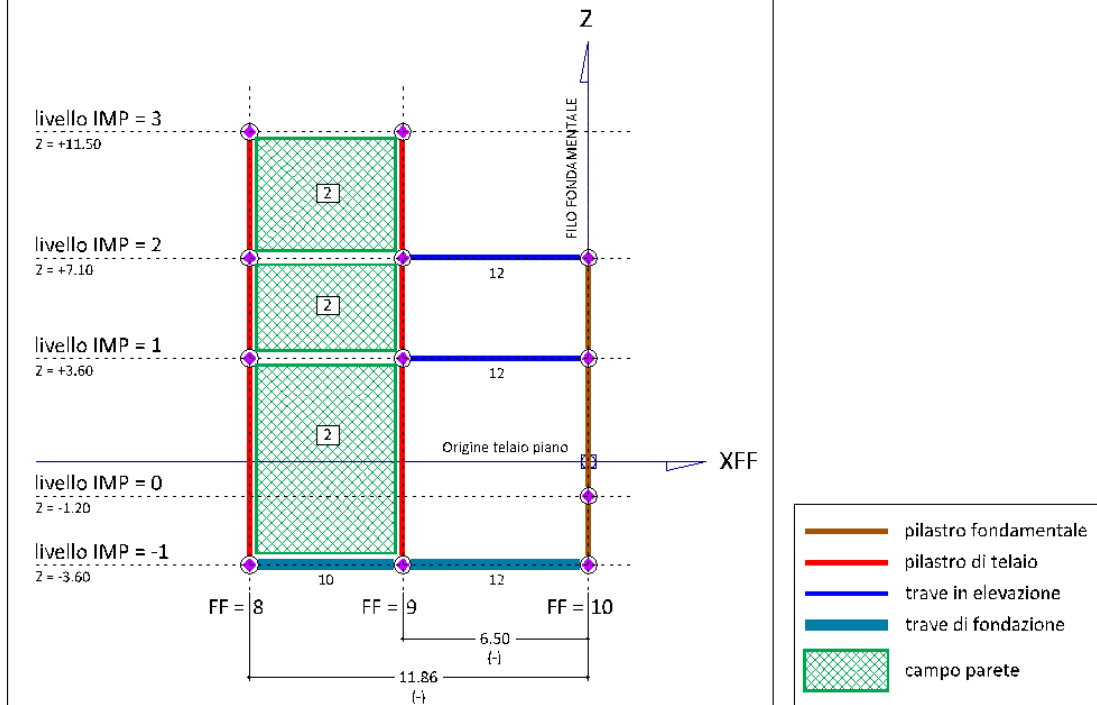 Z
FILO FONDAMENTALE
livello IMP = 3
Z = +11.50
2
livello IMP = 2
Z = +7.10
12
2
livello IMP = 1
Z = +3.60
12
2
Origine telaio piano
XFF
livello IMP = 0
Z = -1.20
livello IMP = -1
Z = -3.60
10
12
FF = 8
FF = 9
FF = 10
6.50
(-)
11.86
(-)
pilastro fondamentale
pilastro di telaio
trave in elevazione
trave di fondazione
campo parete